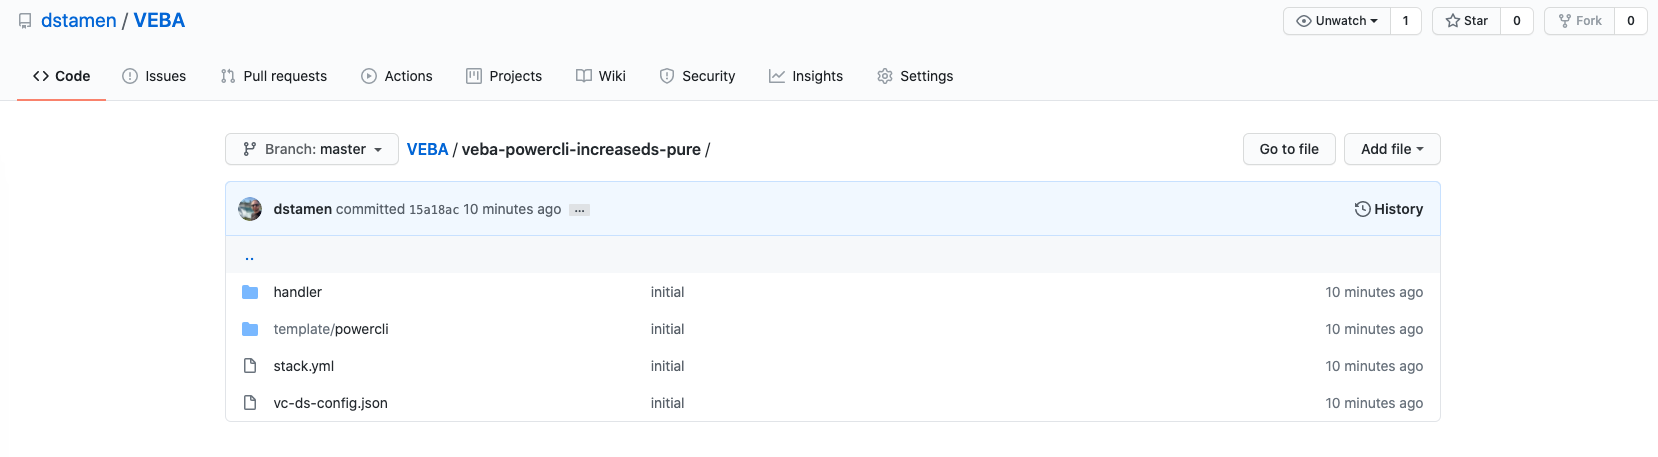 dstamen / VEBA
Unwatch 1 Star 0 Fork 0
Code Issues Pull requests Actions Projects Wiki Security Insights Settings
Branch: master VEBA / veba-powercli-increaseds-pure / Go to file Add file
dstamen committed 15a18ac 10 minutes ago ... History
..
handler initial 10 minutes ago
template/powercli initial 10 minutes ago
stack.yml initial 10 minutes ago
vc-ds-config.json initial 10 minutes ago